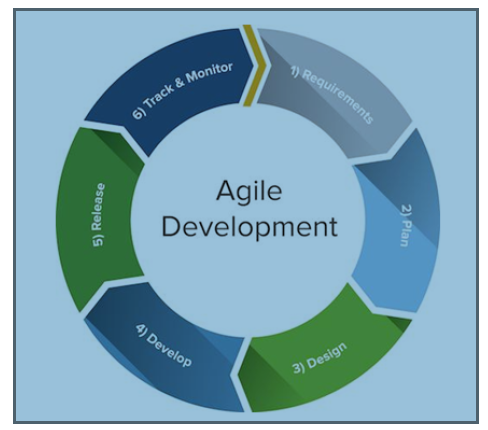 Agile
Development
1) Requirements
2) Plan
3) Design
4) Develop
5) Release
6) Track & Monitor